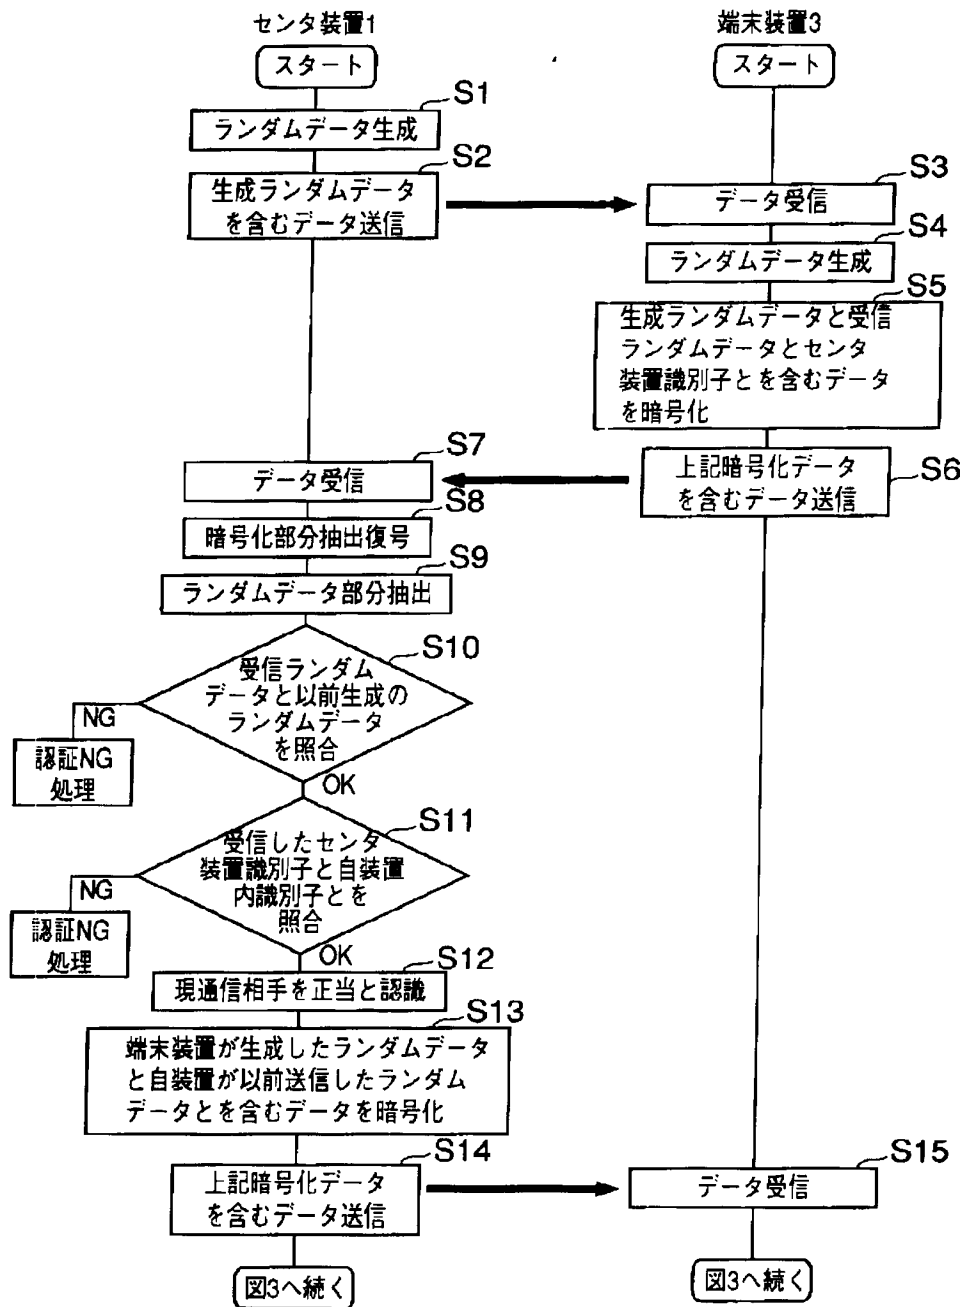 センタ装置1
スタート
S1
ランダムデータ生成
S2
生成ランダムデータ
を含むデータ送信
端末装置3
スタート
S3
データ受信
S4
ランダムデータ生成
S5
生成ランダムデータと受信
ランダムデータとセンタ
装置識別子とを含むデータ
を暗号化
S6
上記暗号化データ
を含むデータ送信
S7
データ受信
S8
暗号化部分抽出復号
S9
ランダムデータ部分抽出
S10
受信ランダム
データと以前生成の
ランダムデータ
を照合
NG
認証NG
処理
OK
S11
受信したセンタ
装置識別子と自装置
内識別子とを
照合
NG
認証NG
処理
OK
S12
現通信相手を正当と認識
S13
端末装置が生成したランダムデータ
と自装置が以前送信したランダム
データとを含むデータを暗号化
S14
上記暗号化データ
を含むデータ送信
S15
データ受信
図3へ続く
図3へ続く